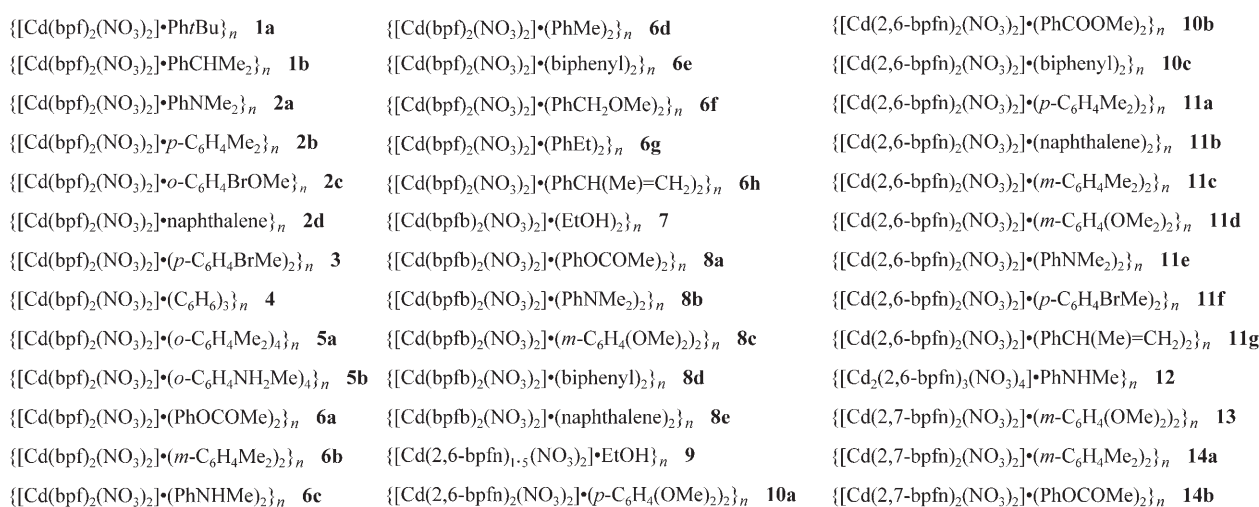 {[Cd(bpf)₂(NO₃)₂]•PhtBu}ₙ 1a
{[Cd(bpf)₂(NO₃)₂]•PhCHMe₂}ₙ 1b
{[Cd(bpf)₂(NO₃)₂]•PhNMe₂}ₙ 2a
{[Cd(bpf)₂(NO₃)₂]•p-C₆H₄Me₂}ₙ 2b
{[Cd(bpf)₂(NO₃)₂]•o-C₆H₄BrOMe}ₙ 2c
{[Cd(bpf)₂(NO₃)₂]•naphthalene}ₙ 2d
{[Cd(bpf)₂(NO₃)₂]•(p-C₆H₄BrMe)₂}ₙ 3
{[Cd(bpf)₂(NO₃)₂]•(C₆H₆)₃}ₙ 4
{[Cd(bpf)₂(NO₃)₂]•(o-C₆H₄Me₂)₄}ₙ 5a
{[Cd(bpf)₂(NO₃)₂]•(o-C₆H₄NH₂Me)₄}ₙ 5b
{[Cd(bpf)₂(NO₃)₂]•(PhOCOMe)₂}ₙ 6a
{[Cd(bpf)₂(NO₃)₂]•(m-C₆H₄Me₂)₂}ₙ 6b
{[Cd(bpf)₂(NO₃)₂]•(PhNHMe)₂}ₙ 6c
{[Cd(bpf)₂(NO₃)₂]•(PhMe)₂}ₙ 6d
{[Cd(bpf)₂(NO₃)₂]•(biphenyl)₂}ₙ 6e
{[Cd(bpf)₂(NO₃)₂]•(PhCH₂OMe)₂}ₙ 6f
{[Cd(bpf)₂(NO₃)₂]•(PhEt)₂}ₙ 6g
{[Cd(bpf)₂(NO₃)₂]•(PhCH(Me)=CH₂)₂}ₙ 6h
{[Cd(bpfb)₂(NO₃)₂]•(EtOH)₂}ₙ 7
{[Cd(bpfb)₂(NO₃)₂]•(PhOCOMe)₂}ₙ 8a
{[Cd(bpfb)₂(NO₃)₂]•(PhNMe₂)₂}ₙ 8b
{[Cd(bpfb)₂(NO₃)₂]•(m-C₆H₄(OMe)₂)₂}ₙ 8c
{[Cd(bpfb)₂(NO₃)₂]•(biphenyl)₂}ₙ 8d
{[Cd(bpfb)₂(NO₃)₂]•(naphthalene)₂}ₙ 8e
{[Cd(2,6-bpfn)₁.₅(NO₃)₂]•EtOH}ₙ 9
{[Cd(2,6-bpfn)₂(NO₃)₂]•(p-C₆H₄(OMe)₂)₂}ₙ 10a
{[Cd(2,6-bpfn)₂(NO₃)₂]•(PhCOOMe)₂}ₙ 10b
{[Cd(2,6-bpfn)₂(NO₃)₂]•(biphenyl)₂}ₙ 10c
{[Cd(2,6-bpfn)₂(NO₃)₂]•(p-C₆H₄Me₂)₂}ₙ 11a
{[Cd(2,6-bpfn)₂(NO₃)₂]•(naphthalene)₂}ₙ 11b
{[Cd(2,6-bpfn)₂(NO₃)₂]•(m-C₆H₄Me₂)₂}ₙ 11c
{[Cd(2,6-bpfn)₂(NO₃)₂]•(m-C₆H₄(OMe₂)₂}ₙ 11d
{[Cd(2,6-bpfn)₂(NO₃)₂]•(PhNMe₂)₂}ₙ 11e
{[Cd(2,6-bpfn)₂(NO₃)₂]•(p-C₆H₄BrMe)₂}ₙ 11f
{[Cd(2,6-bpfn)₂(NO₃)₂]•(PhCH(Me)=CH₂)₂}ₙ 11g
{[Cd₂(2,6-bpfn)₃(NO₃)₄]•PhNHMe}ₙ 12
{[Cd(2,7-bpfn)₂(NO₃)₂]•(m-C₆H₄(OMe)₂)₂}ₙ 13
{[Cd(2,7-bpfn)₂(NO₃)₂]•(m-C₆H₄Me₂)₂}ₙ 14a
{[Cd(2,7-bpfn)₂(NO₃)₂]•(PhOCOMe)₂}ₙ 14b